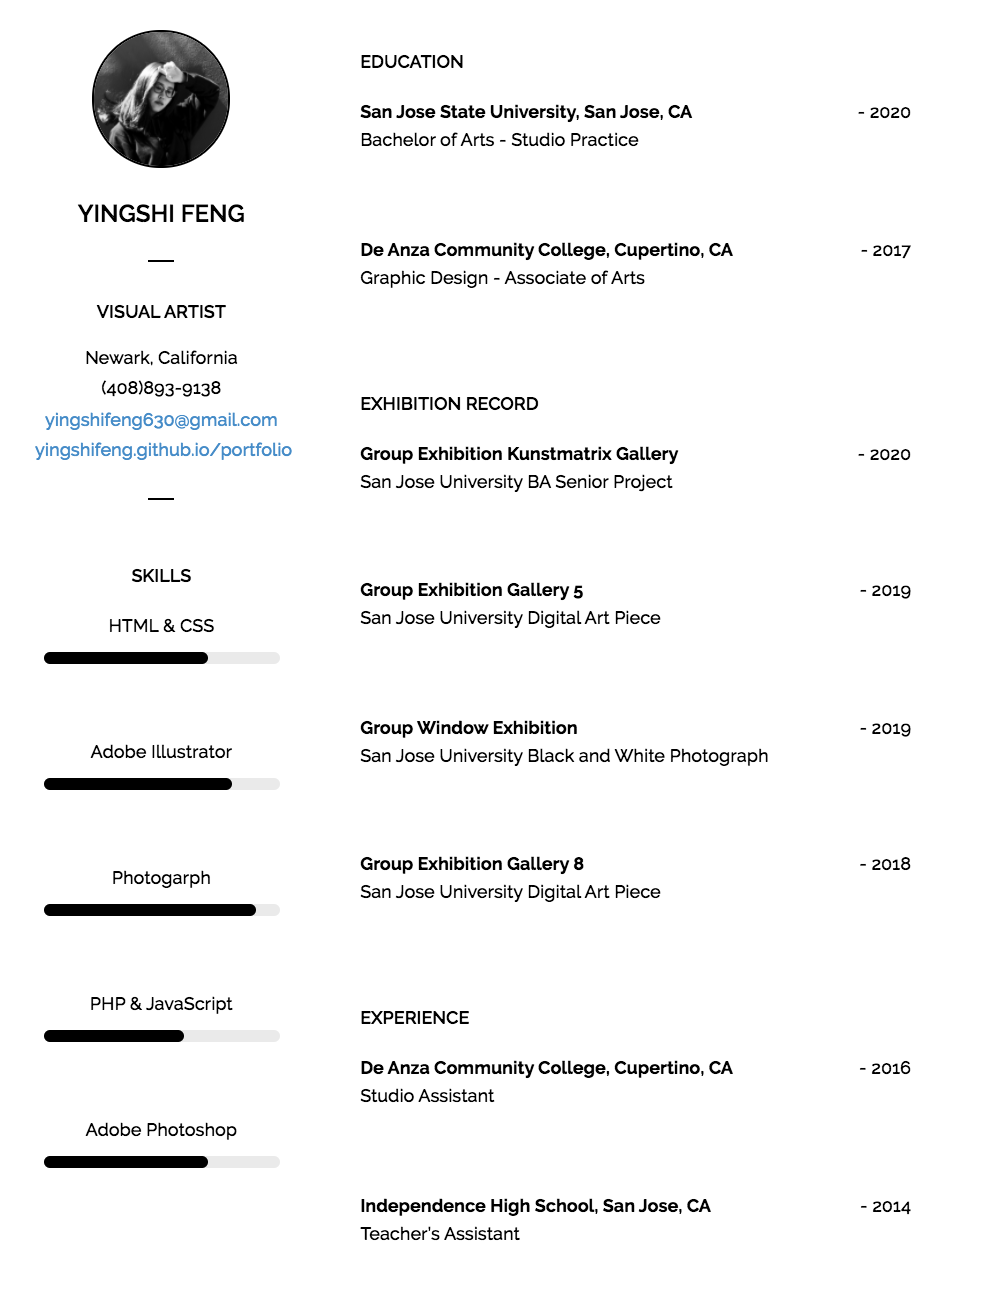 YINGSHI FENG
VISUAL ARTIST
Newark, California
(408)893-9138
yingshifeng630@gmail.com
yingshifeng.github.io/portfolio
SKILLS
HTML & CSS
Adobe Illustrator
Photogarph
PHP & JavaScript
Adobe Photoshop
EDUCATION
San Jose State University, San Jose, CA - 2020
Bachelor of Arts - Studio Practice
De Anza Community College, Cupertino, CA - 2017
Graphic Design - Associate of Arts
EXHIBITION RECORD
Group Exhibition Kunstmatrix Gallery - 2020
San Jose University BA Senior Project
Group Exhibition Gallery 5 - 2019
San Jose University Digital Art Piece
Group Window Exhibition - 2019
San Jose University Black and White Photograph
Group Exhibition Gallery 8 - 2018
San Jose University Digital Art Piece
EXPERIENCE
De Anza Community College, Cupertino, CA - 2016
Studio Assistant
Independence High School, San Jose, CA - 2014
Teacher's Assistant